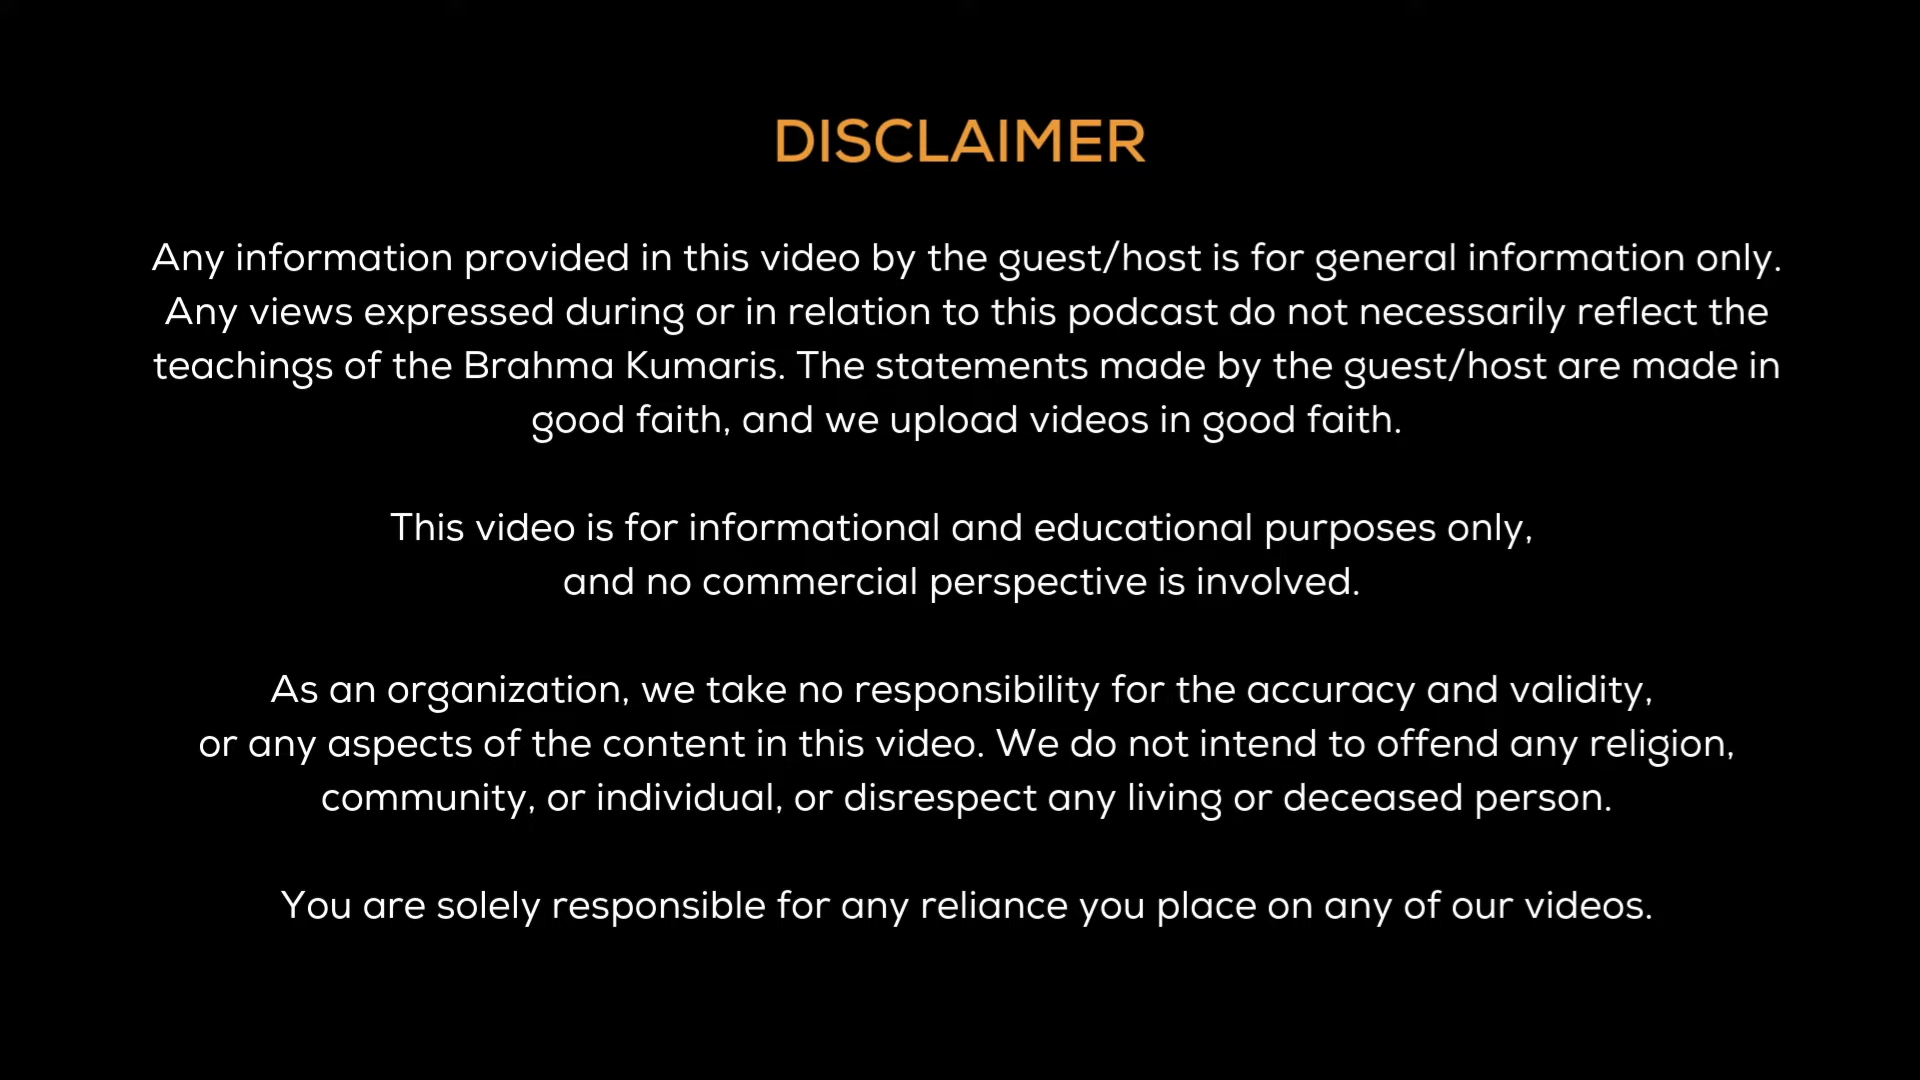 DISCLAIMER
Any information provided in this video by the guest/host is for general information only.
Any views expressed during or in relation to this podcast do not necessarily reflect the
teachings of the Brahma Kumaris. The statements made by the guest/host are made in
good faith, and we upload videos in good faith.
This video is for informational and educational purposes only,
and no commercial perspective is involved.
As an organization, we take no responsibility for the accuracy and validity,
or any aspects of the content in this video. We do not intend to offend any religion,
community, or individual, or disrespect any living or deceased person.
You are solely responsible for any reliance you place on any of our videos.